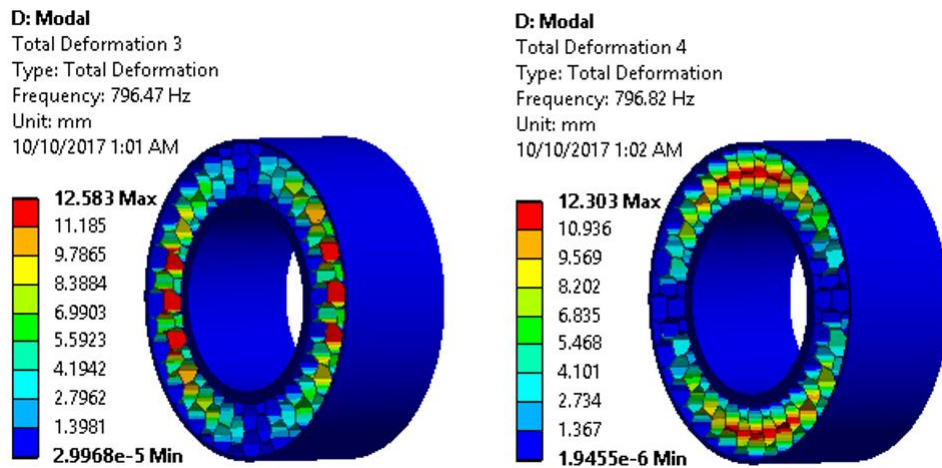 D: Modal
Total Deformation 3
Type: Total Deformation
Frequency: 796.47 Hz
Unit: mm
10/10/2017 1:01 AM
12.583 Max
11.185
9.7865
8.3884
6.9903
5.5923
4.1942
2.7962
1.3981
2.9968e-5 Min
D: Modal
Total Deformation 4
Type: Total Deformation
Frequency: 796.82 Hz
Unit: mm
10/10/2017 1:02 AM
12.303 Max
10.936
9.569
8.202
6.835
5.468
4.101
2.734
1.367
1.9455e-6 Min